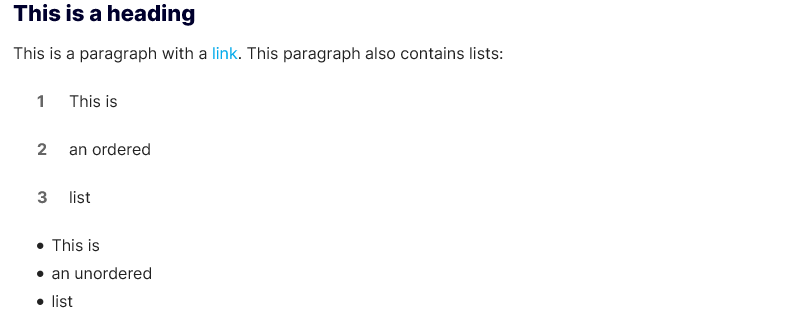 This is a heading
This is a paragraph with a link. This paragraph also contains lists:
1 This is
2 an ordered
3 list
• This is
• an unordered
• list